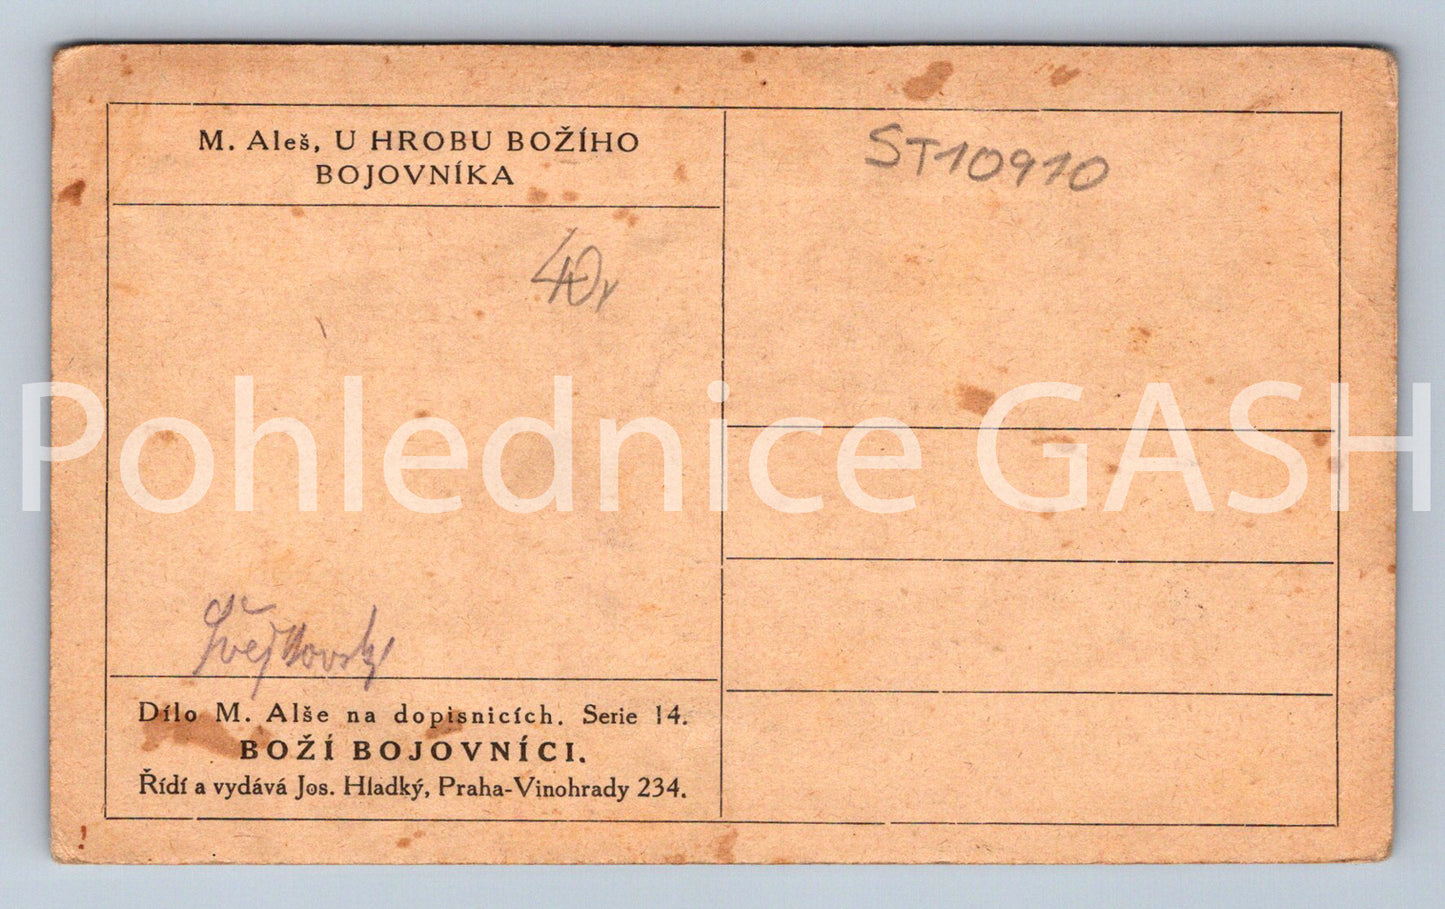 M. Aleš, U HROBU BOŽÍHO
BOJOVNÍKA
ST10910
40,
Pohlednice GASH
Dílo M. Alše na dopisnicích. Serie 14.
BOŽÍ BOJOVNÍCI.
Řídí a vydává Jos. Hladký, Praha-Vinohrady 234.